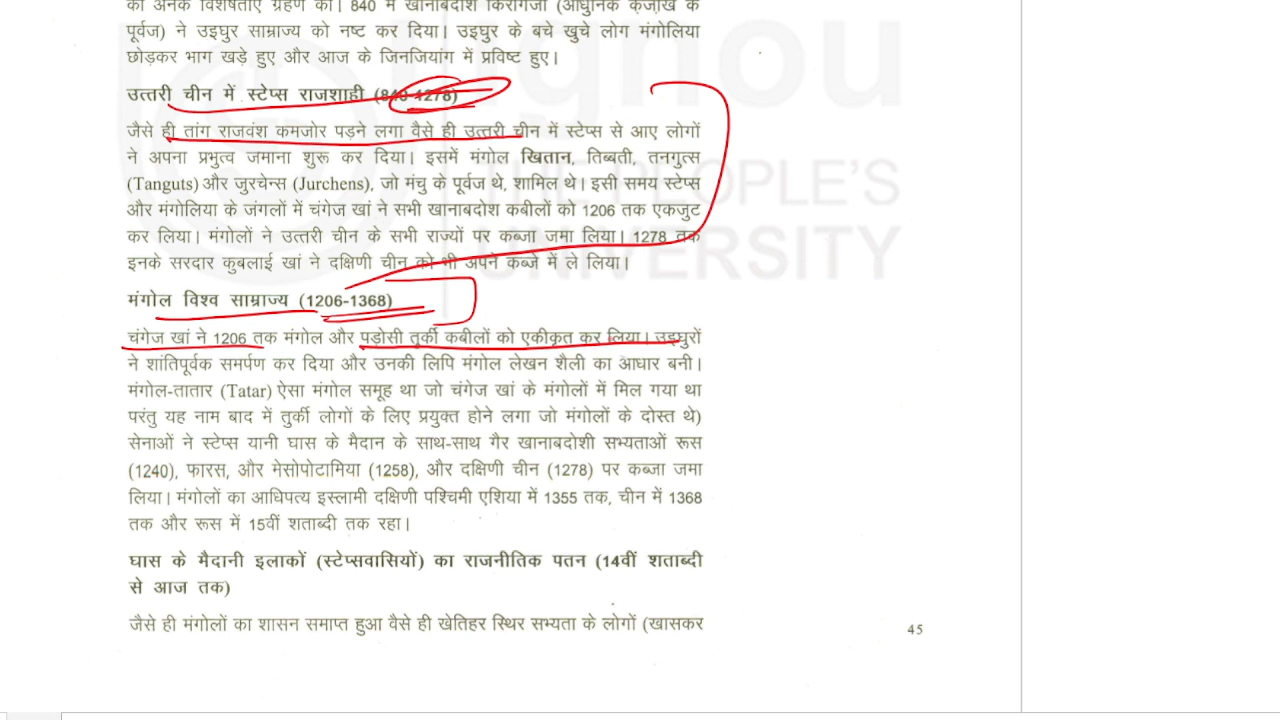 की अनेक विशेषताएं ग्रहण कीं। 840 में खानाबदोश किरगिजों (आधुनिक क़ज़ाख के
पूर्वज) ने उइघुर साम्राज्य को नष्ट कर दिया। उइघुर के बचे खुचे लोग मंगोलिया
छोड़कर भाग खड़े हुए और आज के जिनजियांग में प्रविष्ट हुए।
उत्तरी चीन में स्टेप्स राजशाही (840-1278)
जैसे ही तांग राजवंश कमजोर पड़ने लगा वैसे ही उत्तरी चीन में स्टेप्स से आए लोगों
ने अपना प्रभुत्व जमाना शुरू कर दिया। इसमें मंगोल खितान, तिब्बती, तनगुत्स
(Tanguts) और जुरचेन्स (Jurchens), जो मंचु के पूर्वज थे, शामिल थे। इसी समय स्टेप्स
और मंगोलिया के जंगलों में चंगेज खां ने सभी खानाबदोश कबीलों को 1206 तक एकजुट
कर लिया। मंगोलों ने उत्तरी चीन के सभी राज्यों पर कब्जा जमा लिया। 1278 तक
इनके सरदार कुबलाई खां ने दक्षिणी चीन को भी अपने कब्जे में ले लिया।
मंगोल विश्व साम्राज्य (1206-1368)
चंगेज खां ने 1206 तक मंगोल और पड़ोसी तुर्की कबीलों को एकीकृत कर लिया। उइघुरों
ने शांतिपूर्वक समर्पण कर दिया और उनकी लिपि मंगोल लेखन शैली का आधार बनी।
मंगोल-तातार (Tatar) ऐसा मंगोल समूह था जो चंगेज खां के मंगोलों में मिल गया था
परंतु यह नाम बाद में तुर्की लोगों के लिए प्रयुक्त होने लगा जो मंगोलों के दोस्त थे)
सेनाओं ने स्टेप्स यानी घास के मैदान के साथ-साथ गैर खानाबदोशी सभ्यताओं रूस
(1240), फारस, और मेसोपोटामिया (1258), और दक्षिणी चीन (1278) पर कब्जा जमा
लिया। मंगोलों का आधिपत्य इस्लामी दक्षिणी पश्चिमी एशिया में 1355 तक, चीन में 1368
तक और रूस में 15वीं शताब्दी तक रहा।
घास के मैदानी इलाकों (स्टेप्सवासियों) का राजनीतिक पतन (14वीं शताब्दी
से आज तक)
जैसे ही मंगोलों का शासन समाप्त हुआ वैसे ही खेतिहर स्थिर सभ्यता के लोगों (खासकर
45
ignou
THE PEOPLE'S
UNIVERSITY